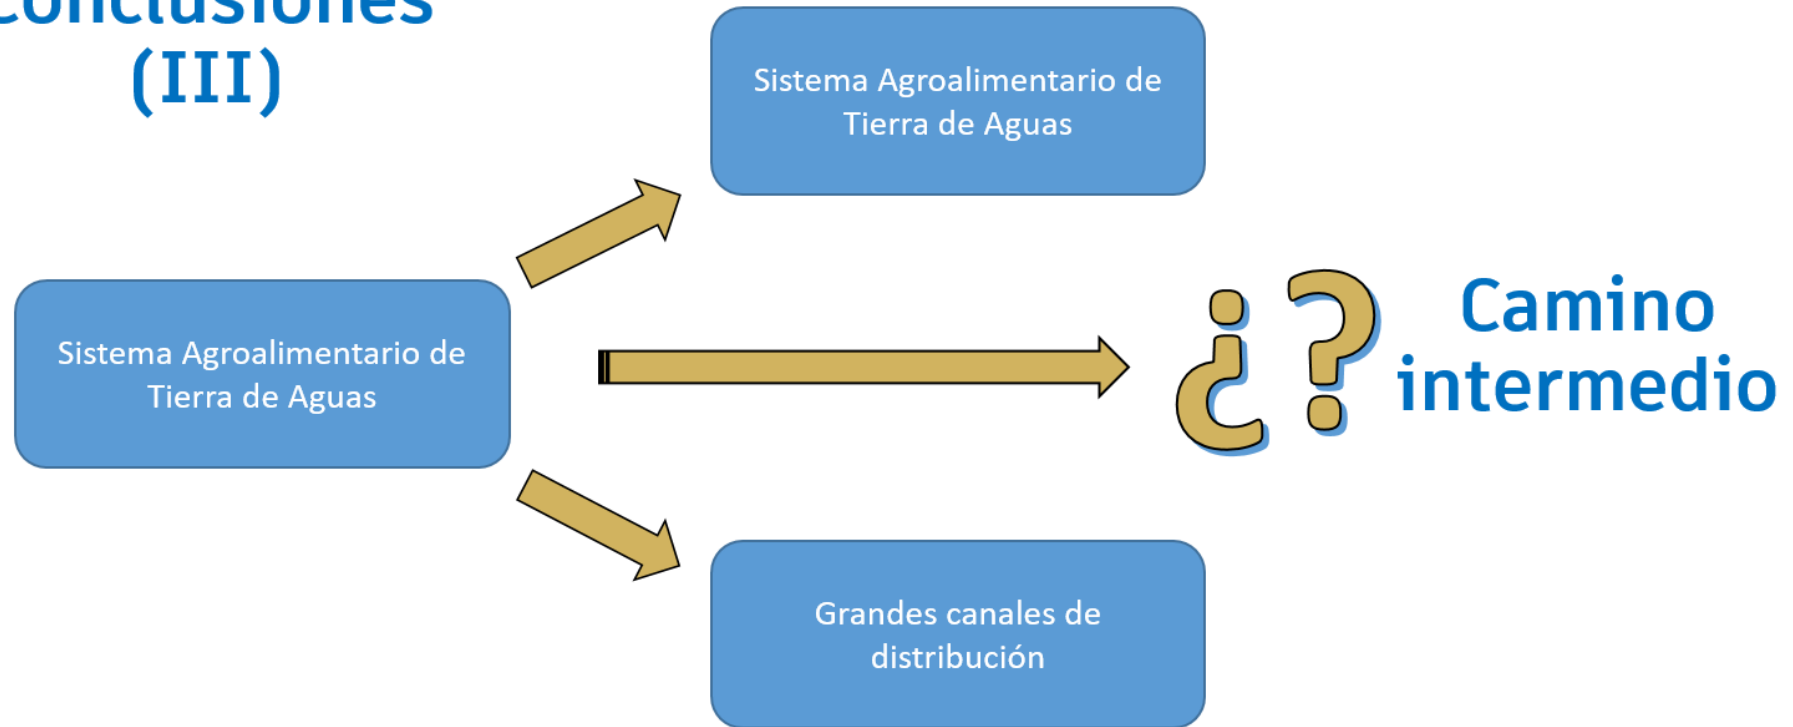 Conclusiones
(III)
Sistema Agroalimentario de
Tierra de Aguas
Sistema Agroalimentario de
Tierra de Aguas
¿?
Camino
intermedio
Grandes canales de
distribución